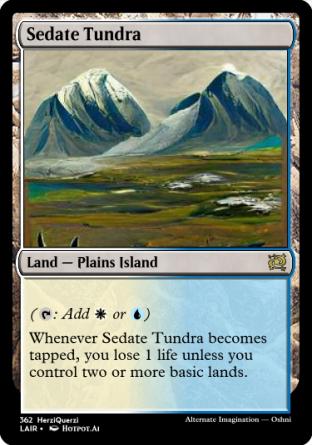 Sedate Tundra
Land — Plains Island
(T: Add W or U)
Whenever Sedate Tundra becomes
tapped, you lose 1 life unless you
control two or more basic lands.
362 HerziQuerzi Alternate Imagination — Oshni
LAIR • HOTPOT.AI